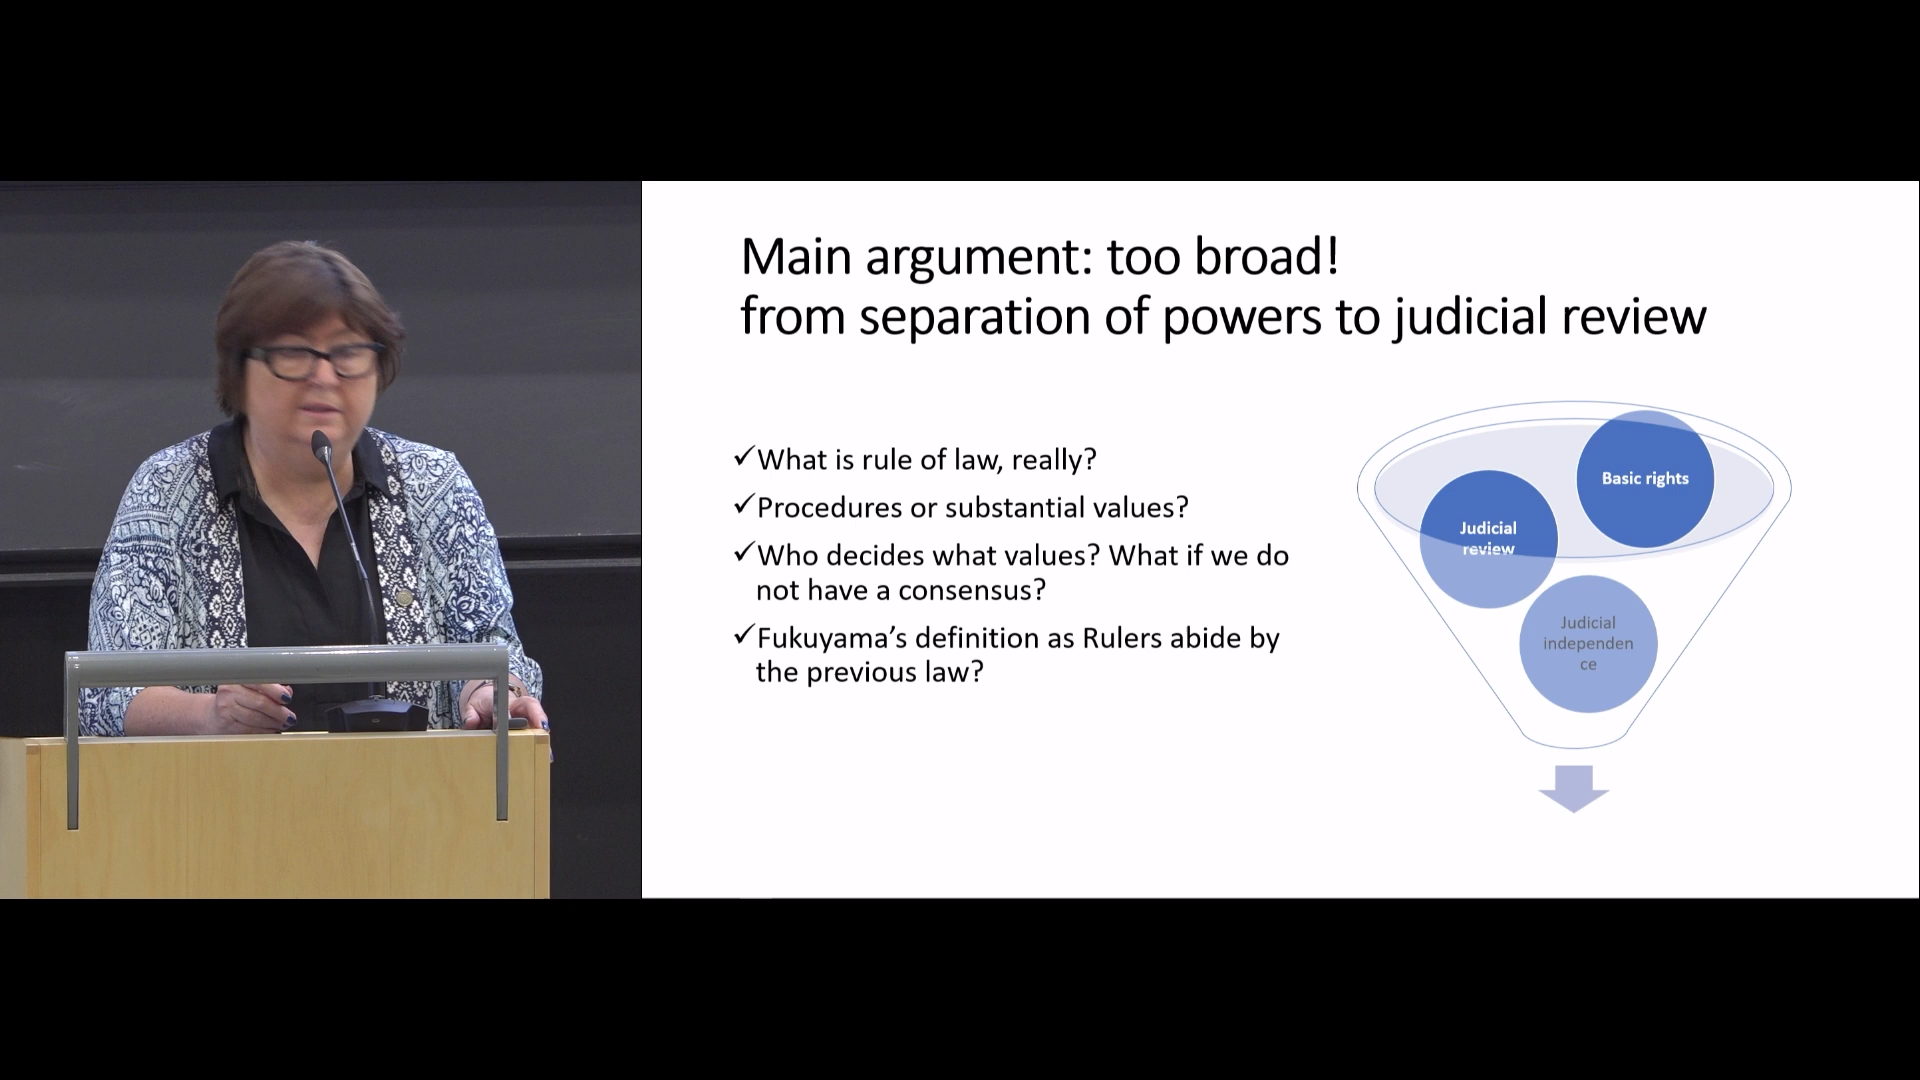 Main argument: too broad!
from separation of powers to judicial review
✓What is rule of law, really?
✓Procedures or substantial values?
✓Who decides what values? What if we do
not have a consensus?
✓Fukuyama’s definition as Rulers abide by
the previous law?
Basic rights
Judicial
review
Judicial
independen
ce